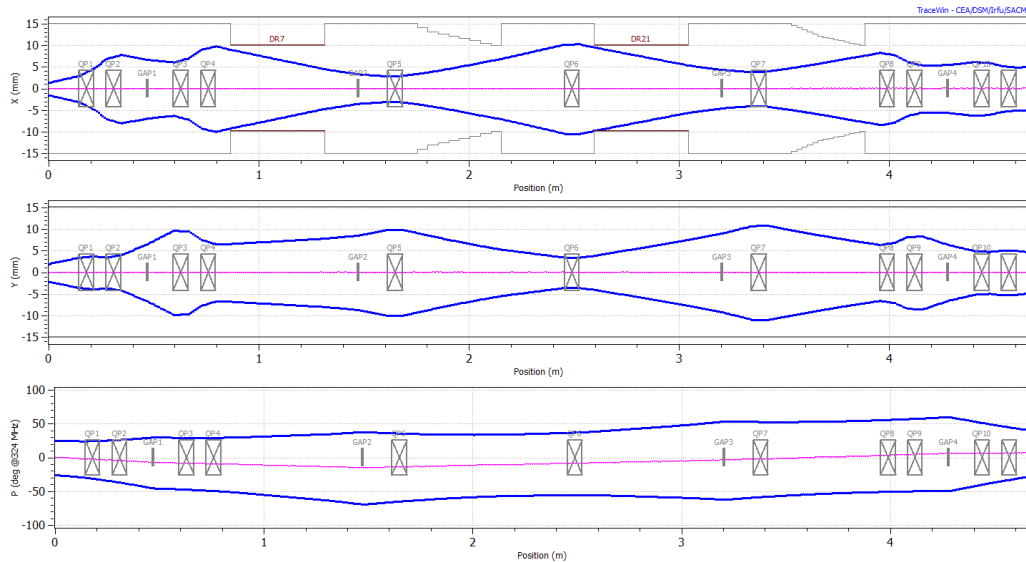 TraceWin - CEA/DSM/Irfu/SACM
15
10
5
0
-5
-10
-15
X (mm)
DR7
DR21
QP1
QP2
GAP1
QP3
QP4
GAP2
QP5
QP6
GAP3
QP7
QP8
QP9
GAP4
QP10
0
1
2
3
4
Position (m)
15
10
5
0
-5
-10
-15
Y (mm)
QP1
QP2
GAP1
QP3
QP4
GAP2
QP5
QP6
GAP3
QP7
QP8
QP9
GAP4
QP10
0
1
2
3
4
Position (m)
100
50
0
-50
-100
P (deg @324 MHz)
QP1
QP2
GAP1
QP3
QP4
GAP2
QP5
QP6
GAP3
QP7
QP8
QP9
GAP4
QP10
0
1
2
3
4
Position (m)